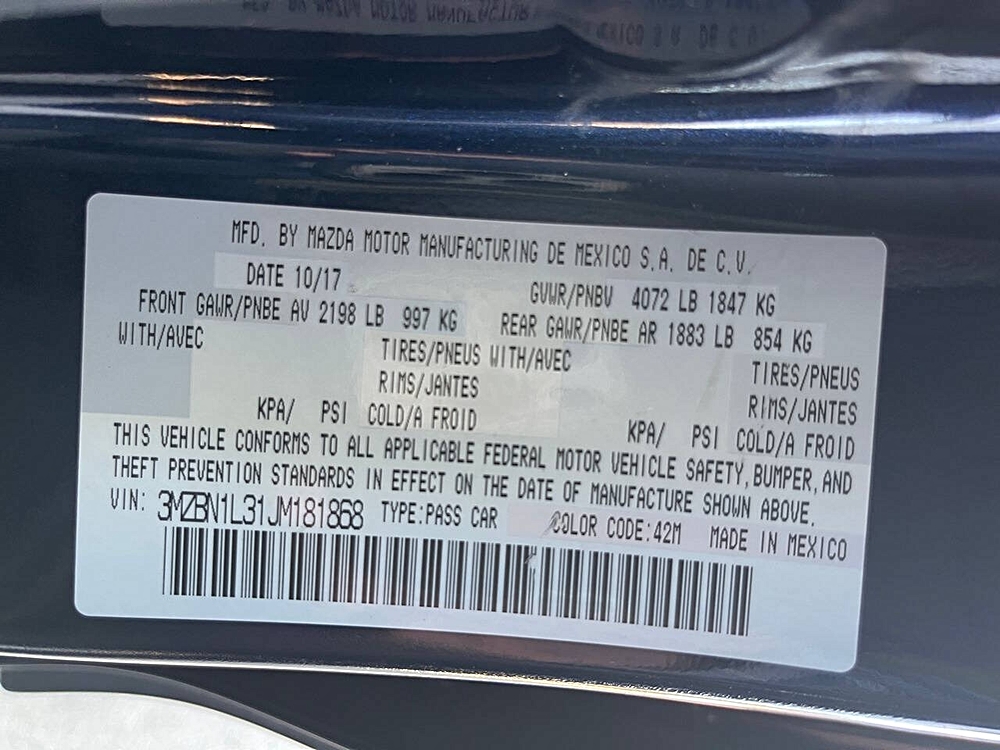 MFD. BY MAZDA MOTOR MANUFACTURING DE MEXICO S.A. DE C.V.
DATE 10/17 GVWR/PNBV 4072 LB 1847 KG
FRONT GAWR/PNBE AV 2198 LB 997 KG REAR GAWR/PNBE AR 1883 LB 854 KG
WITH/AVEC TIRES/PNEUS WITH/AVEC TIRES/PNEUS
RIMS/JANTES RIMS/JANTES
KPA/ PSI COLD/A FROID KPA/ PSI COLD/A FROID
THIS VEHICLE CONFORMS TO ALL APPLICABLE FEDERAL MOTOR VEHICLE SAFETY, BUMPER, AND
THEFT PREVENTION STANDARDS IN EFFECT ON THE DATE OF MANUFACTURE SHOWN ABOVE.
VIN: 3MZBN1L31JM181868 TYPE:PASS CAR COLOR CODE:42M MADE IN MEXICO